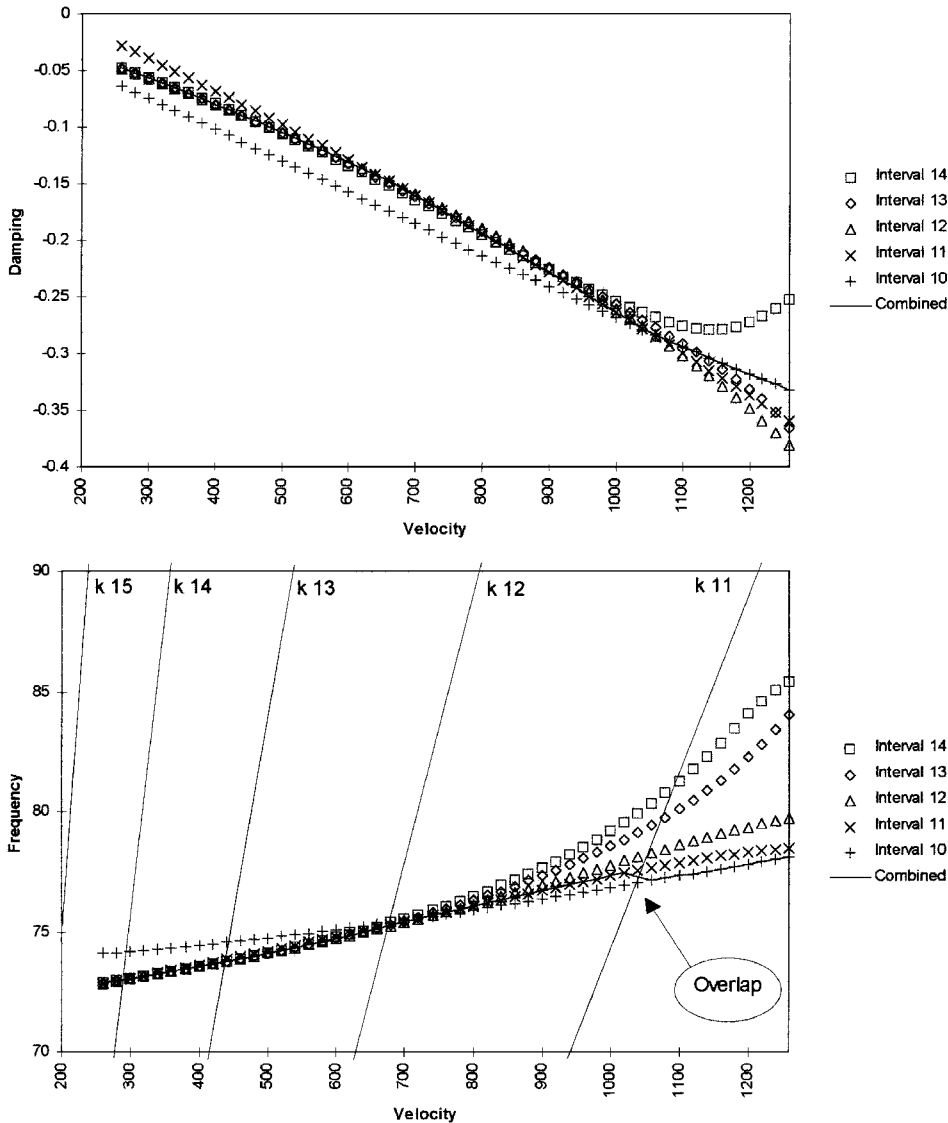 0
-0.05
-0.1
-0.15
-0.2
-0.25
-0.3
-0.35
-0.4
Damping
200
300
400
500
600
700
800
900
1000
1100
1200
Velocity
Interval 14
Interval 13
Interval 12
Interval 11
Interval 10
Combined
90
85
80
75
70
Frequency
k 15
k 14
k 13
k 12
k 11
Overlap
200
300
400
500
600
700
800
900
1000
1100
1200
Velocity
Interval 14
Interval 13
Interval 12
Interval 11
Interval 10
Combined